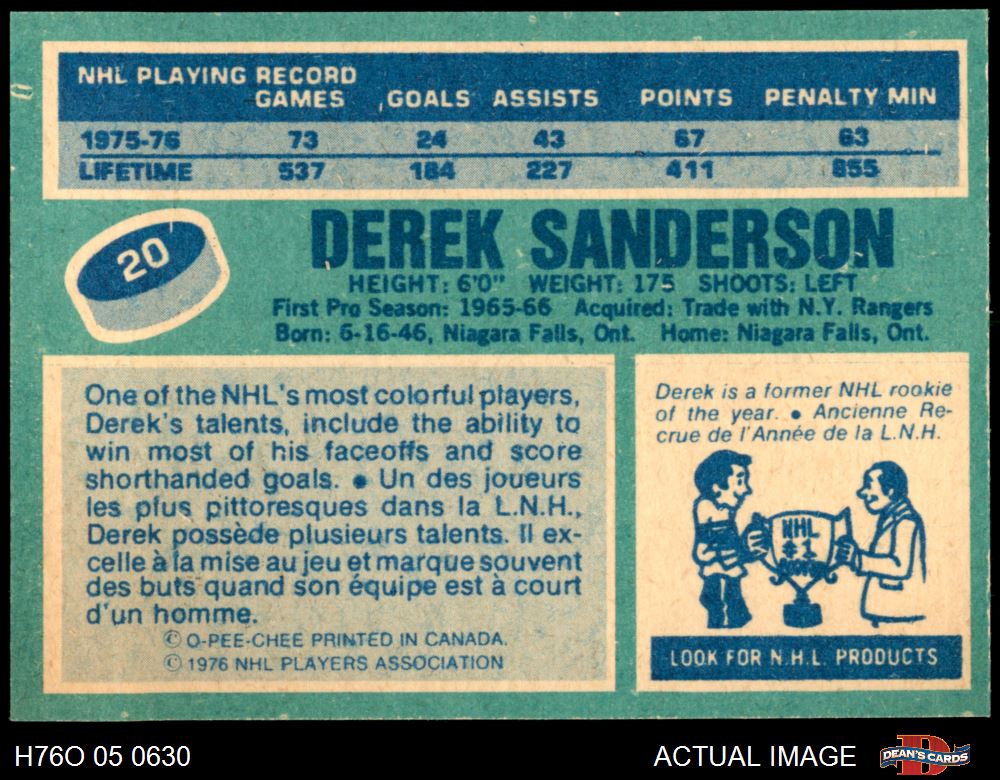 NHL PLAYING RECORD
GAMES GOALS ASSISTS POINTS PENALTY MIN
1975-76 73 24 43 67 63
LIFETIME 537 184 227 411 855
20
DEREK SANDERSON
HEIGHT: 6'0" WEIGHT: 175 SHOOTS: LEFT
First Pro Season: 1965-66 Acquired: Trade with N.Y. Rangers
Born: 6-16-46, Niagara Falls, Ont. Home: Niagara Falls, Ont.
One of the NHL's most colorful players,
Derek's talents, include the ability to
win most of his faceoffs and score
shorthanded goals. • Un des joueurs
les plus pittoresques dans la L.N.H.,
Derek possède plusieurs talents. Il ex-
celle à la mise au jeu et marque souvent
des buts quand son équipe est à court
d'un homme.
© O-PEE-CHEE PRINTED IN CANADA.
© 1976 NHL PLAYERS ASSOCIATION
Derek is a former NHL rookie
of the year. • Ancienne Re-
crue de l'Année de la L.N.H.
NHL
#1
ROOKIE
LOOK FOR N.H.L. PRODUCTS
H76O 05 0630
ACTUAL IMAGE
DEAN'S CARDS